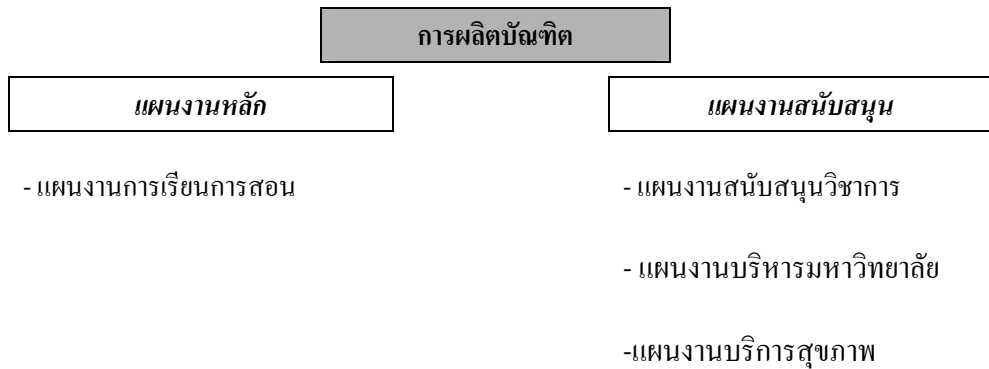 การผลิตบัณฑิต
แผนงานหลัก
แผนงานสนับสนุน
- แผนงานการเรียนการสอน
- แผนงานสนับสนุนวิชาการ
- แผนงานบริหารมหาวิทยาลัย
-แผนงานบริการสุขภาพ